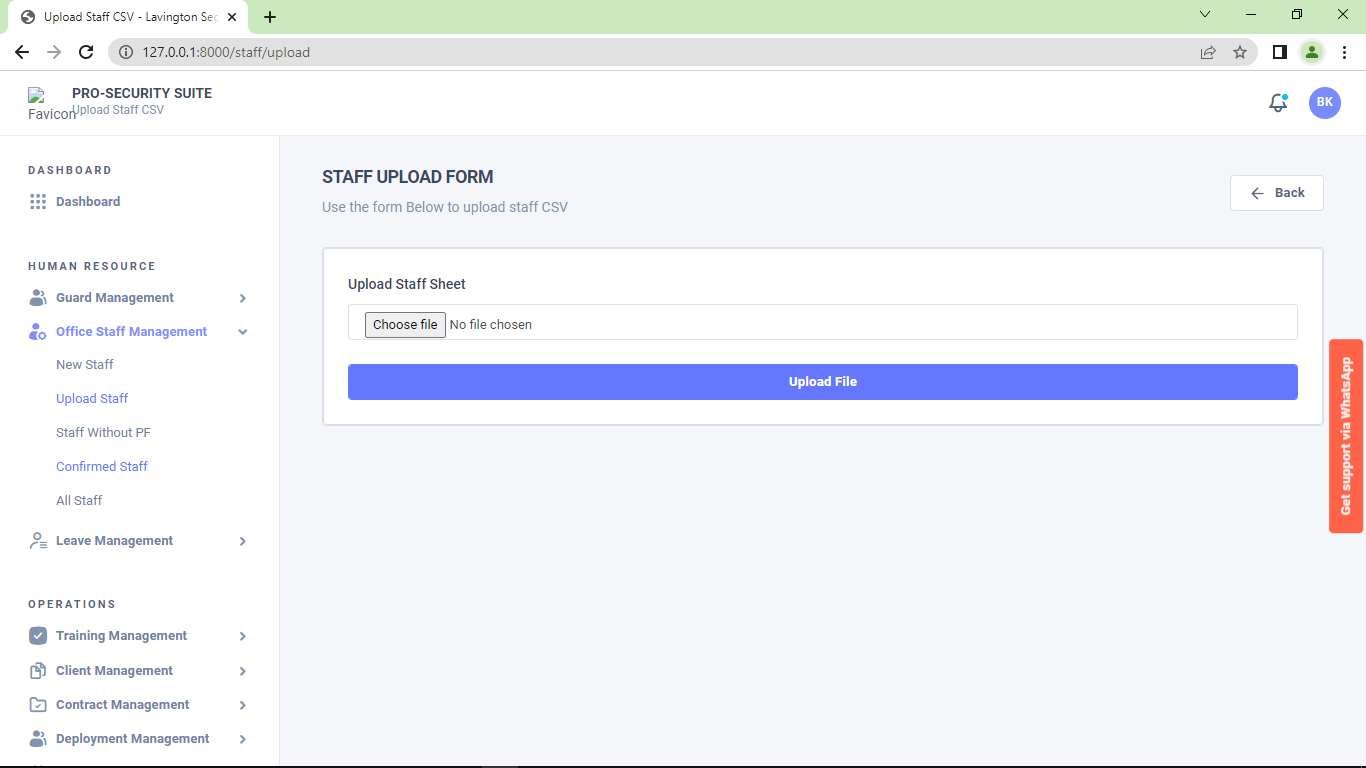 Upload Staff CSV - Lavington Sec
127.0.0.1:8000/staff/upload
Favicon
PRO-SECURITY SUITE
Upload Staff CSV
BK
DASHBOARD
Dashboard
HUMAN RESOURCE
Guard Management
Office Staff Management
New Staff
Upload Staff
Staff Without PF
Confirmed Staff
All Staff
Leave Management
OPERATIONS
Training Management
Client Management
Contract Management
Deployment Management
STAFF UPLOAD FORM
Use the form Below to upload staff CSV
Back
Upload Staff Sheet
Choose file No file chosen
Upload File
Get support via WhatsApp